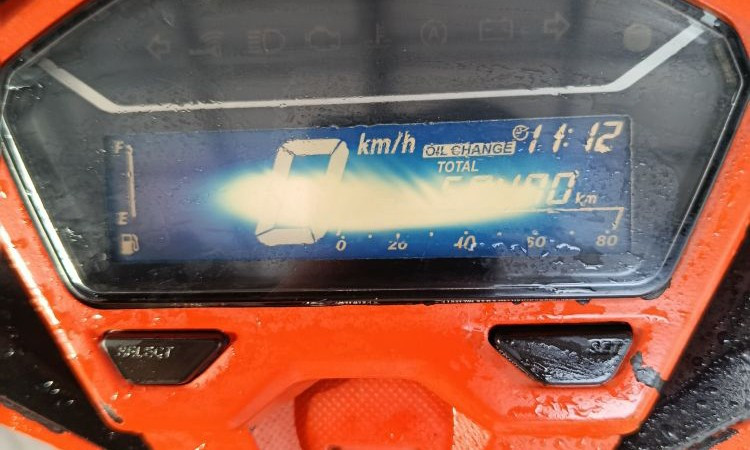 km/h OIL CHANGE 11:12
F
TOTAL
0
km
E
0 20 40 60 80
SELECT SET